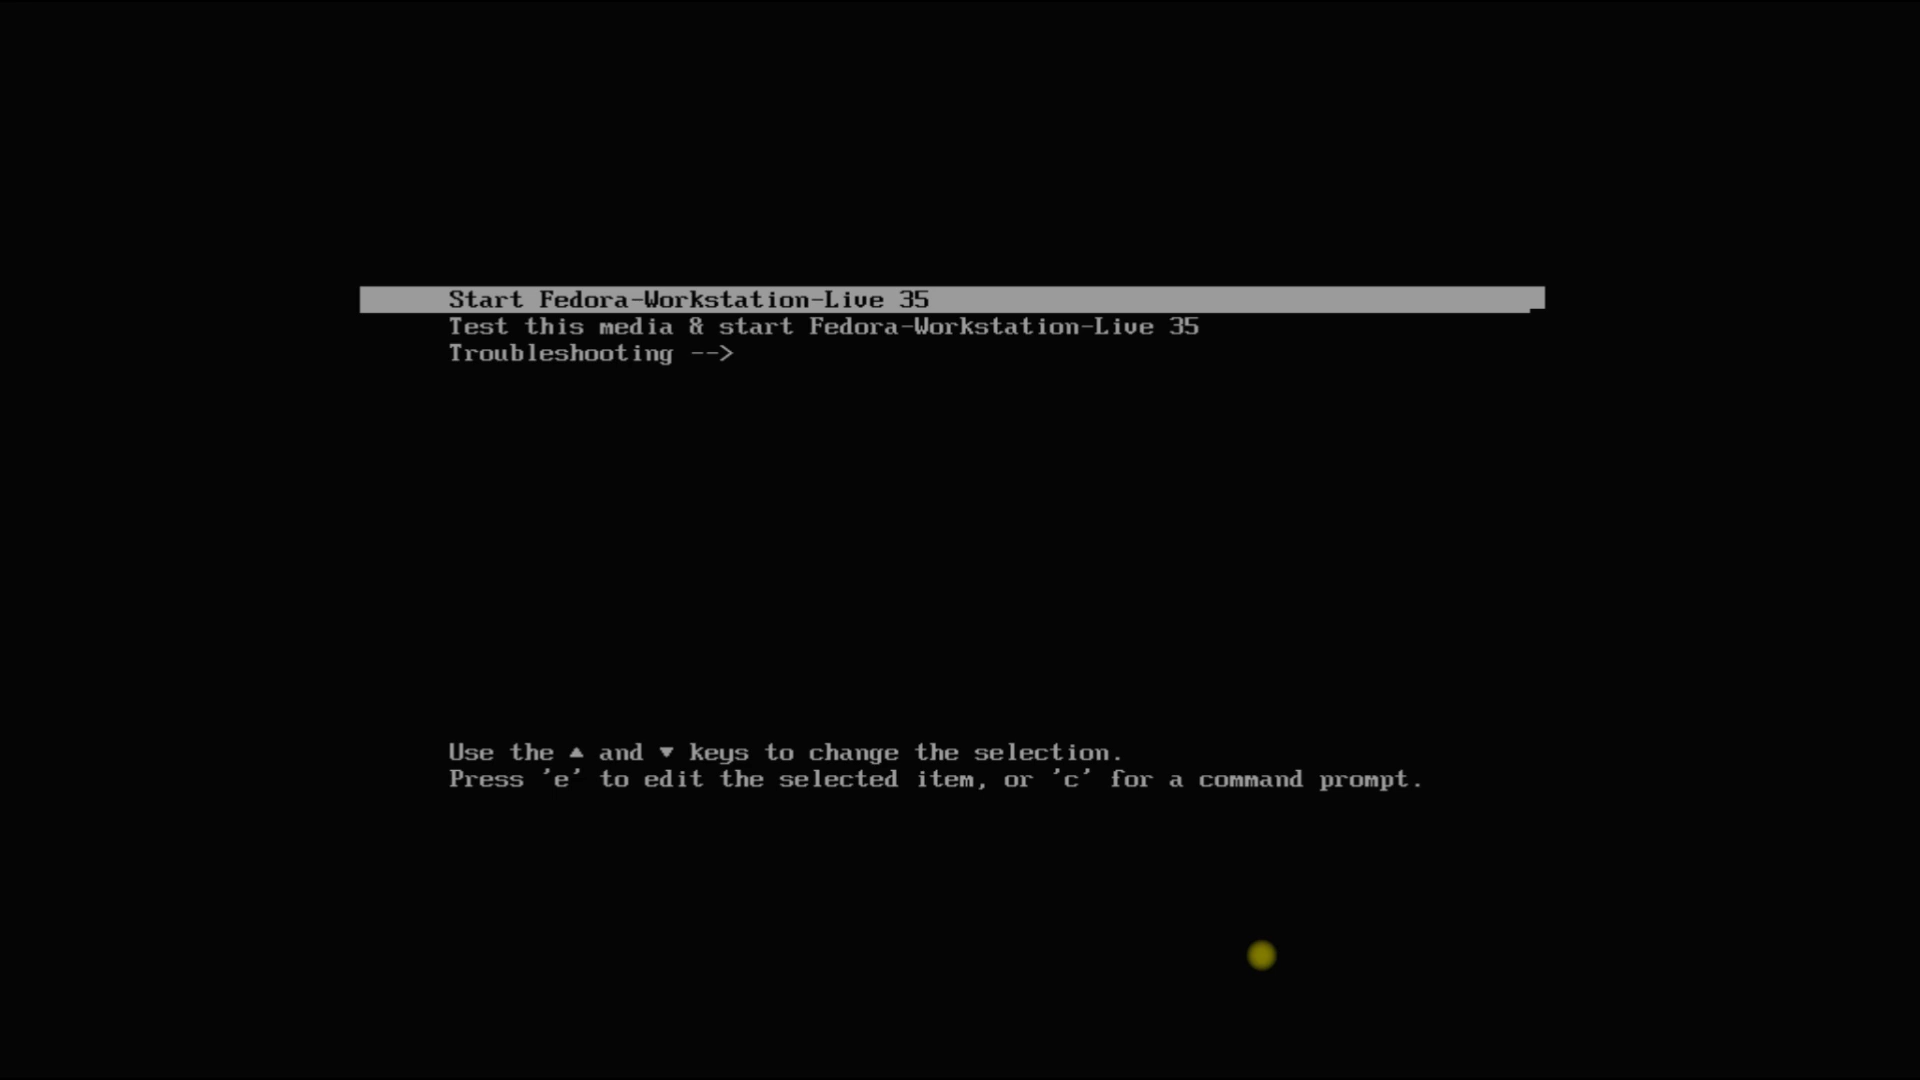 Start Fedora-Workstation-Live 35
Test this media & start Fedora-Workstation-Live 35
Troubleshooting -->
Use the ▲ and ▼ keys to change the selection.
Press 'e' to edit the selected item, or 'c' for a command prompt.